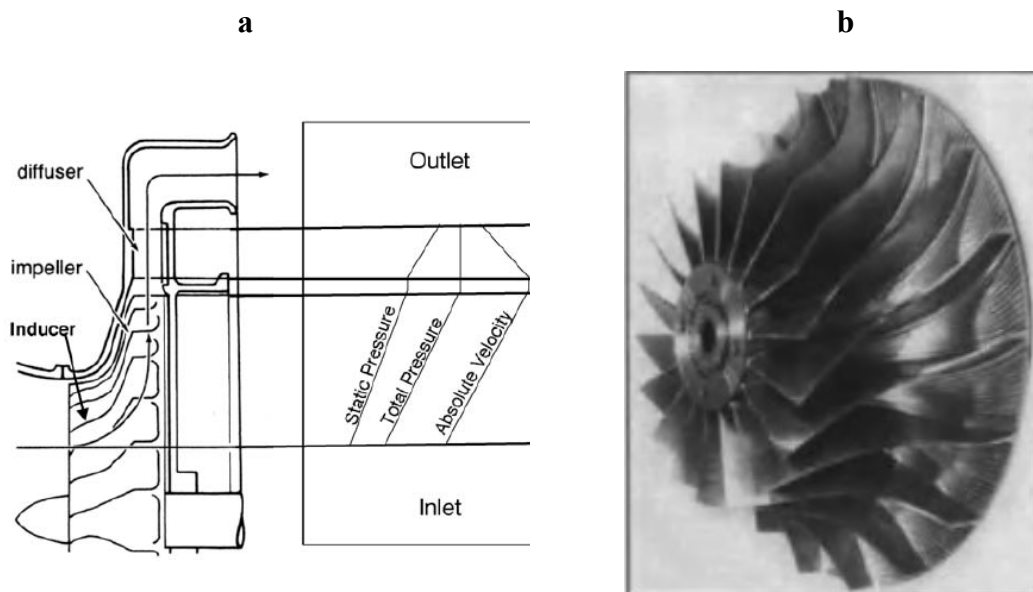 a
b
diffuser
impeller
Inducer
Outlet
Static Pressure
Total Pressure
Absolute Velocity
Inlet